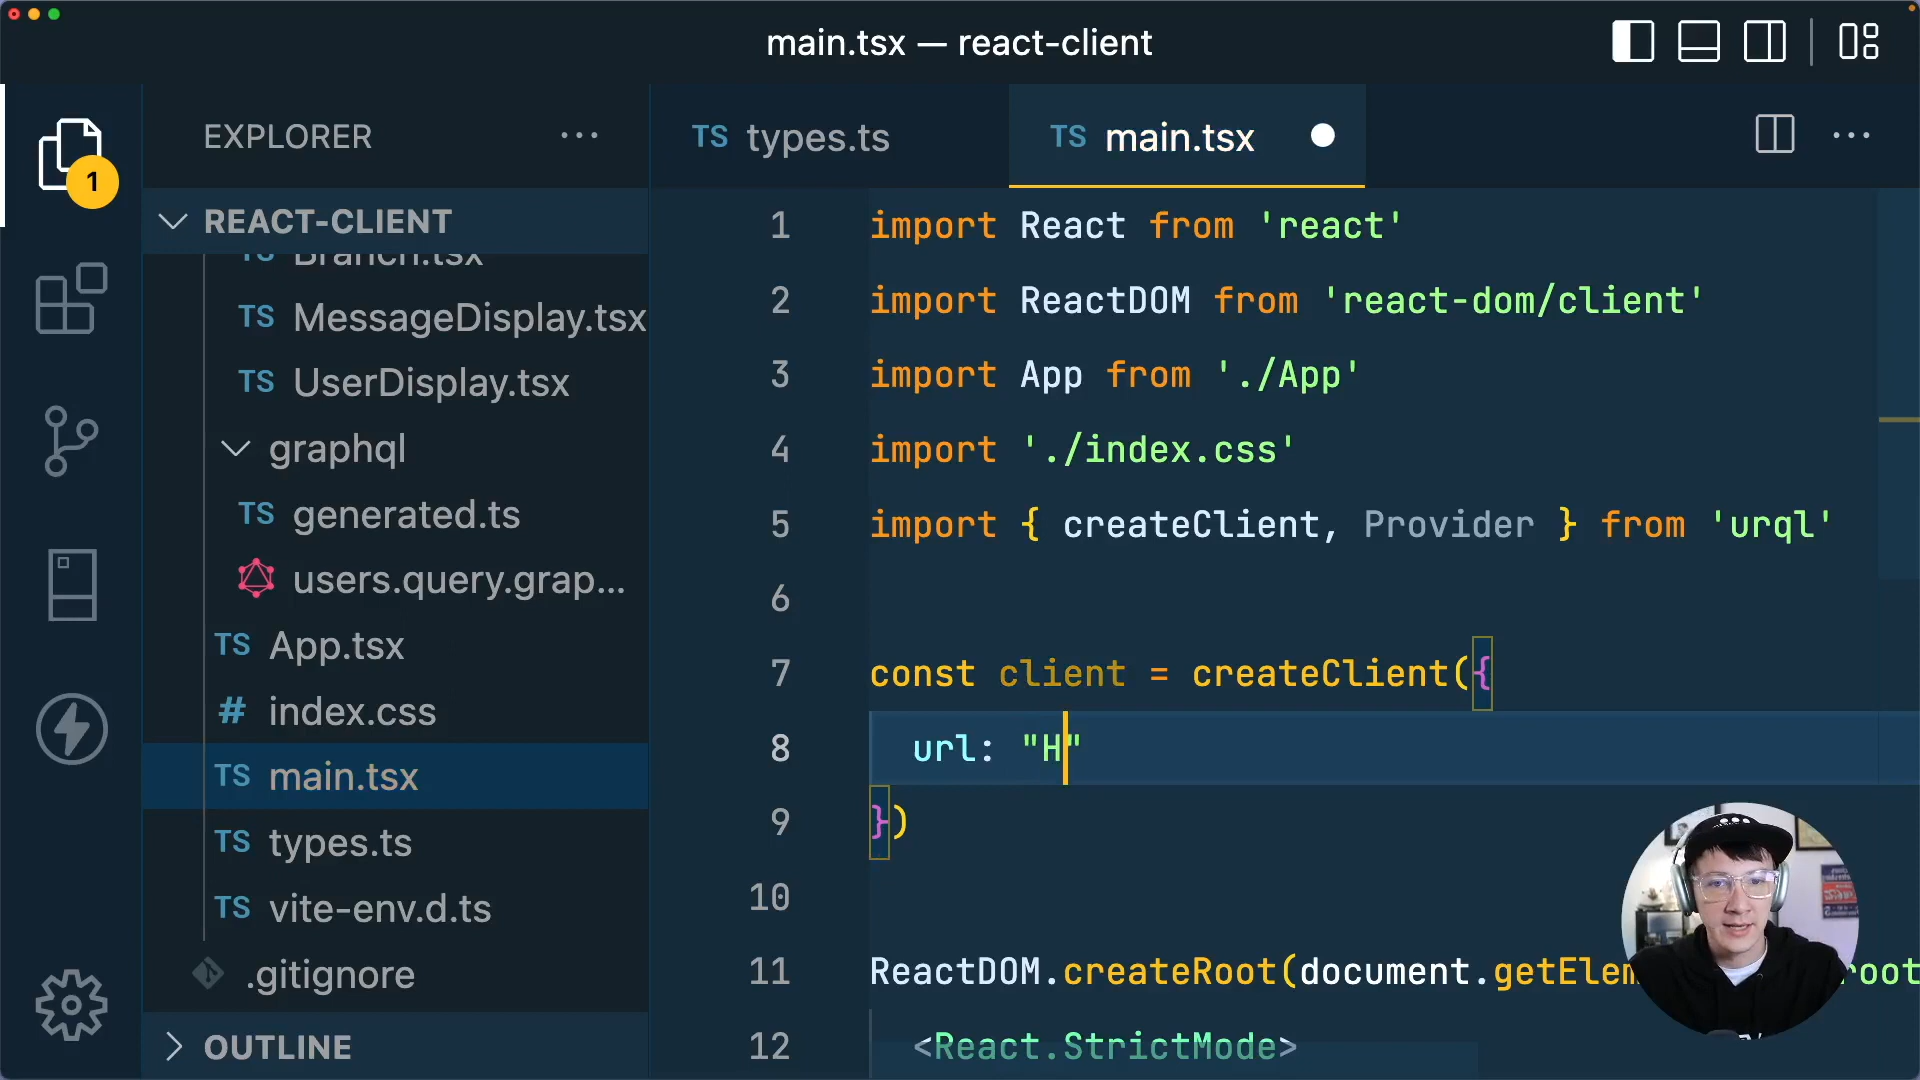 main.tsx — react-client
EXPLORER
TS types.ts
TS main.tsx
1
REACT-CLIENT
TS Branch.tsx
TS MessageDisplay.tsx
TS UserDisplay.tsx
graphql
TS generated.ts
users.query.grap...
TS App.tsx
# index.css
TS main.tsx
TS types.ts
TS vite-env.d.ts
.gitignore
OUTLINE
1 import React from 'react'
2 import ReactDOM from 'react-dom/client'
3 import App from './App'
4 import './index.css'
5 import { createClient, Provider } from 'urql'
6
7 const client = createClient({
8 url: "H"
9 })
10
11 ReactDOM.createRoot(document.getElem root
12 <React.StrictMode>